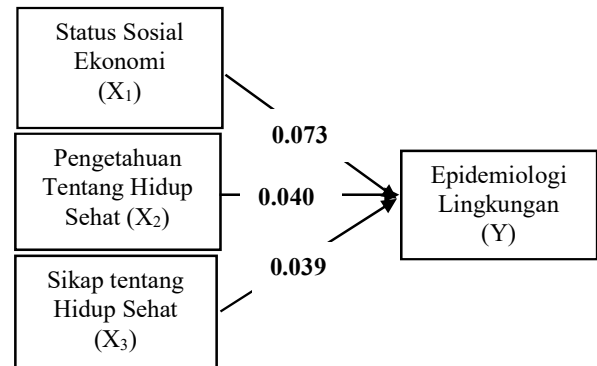 Status Sosial
Ekonomi
(X₁)
0.073
Pengetahuan
Tentang Hidup
Sehat (X₂)
0.040
Epidemiologi
Lingkungan
(Y)
0.039
Sikap tentang
Hidup Sehat
(X₃)